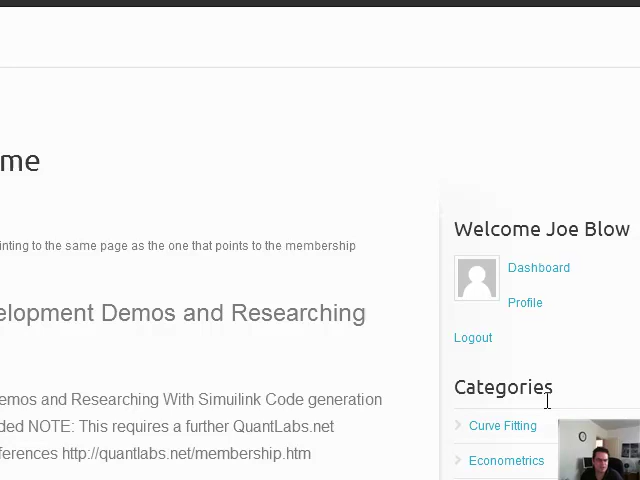 ome
inting to the same page as the one that points to the membership
elopment Demos and Researching
emos and Researching With Simuilink Code generation
ded NOTE: This requires a further QuantLabs.net
ferences http://quantlabs.net/membership.htm
Welcome Joe Blow
Dashboard
Profile
Logout
Categories
Curve Fitting
Econometrics